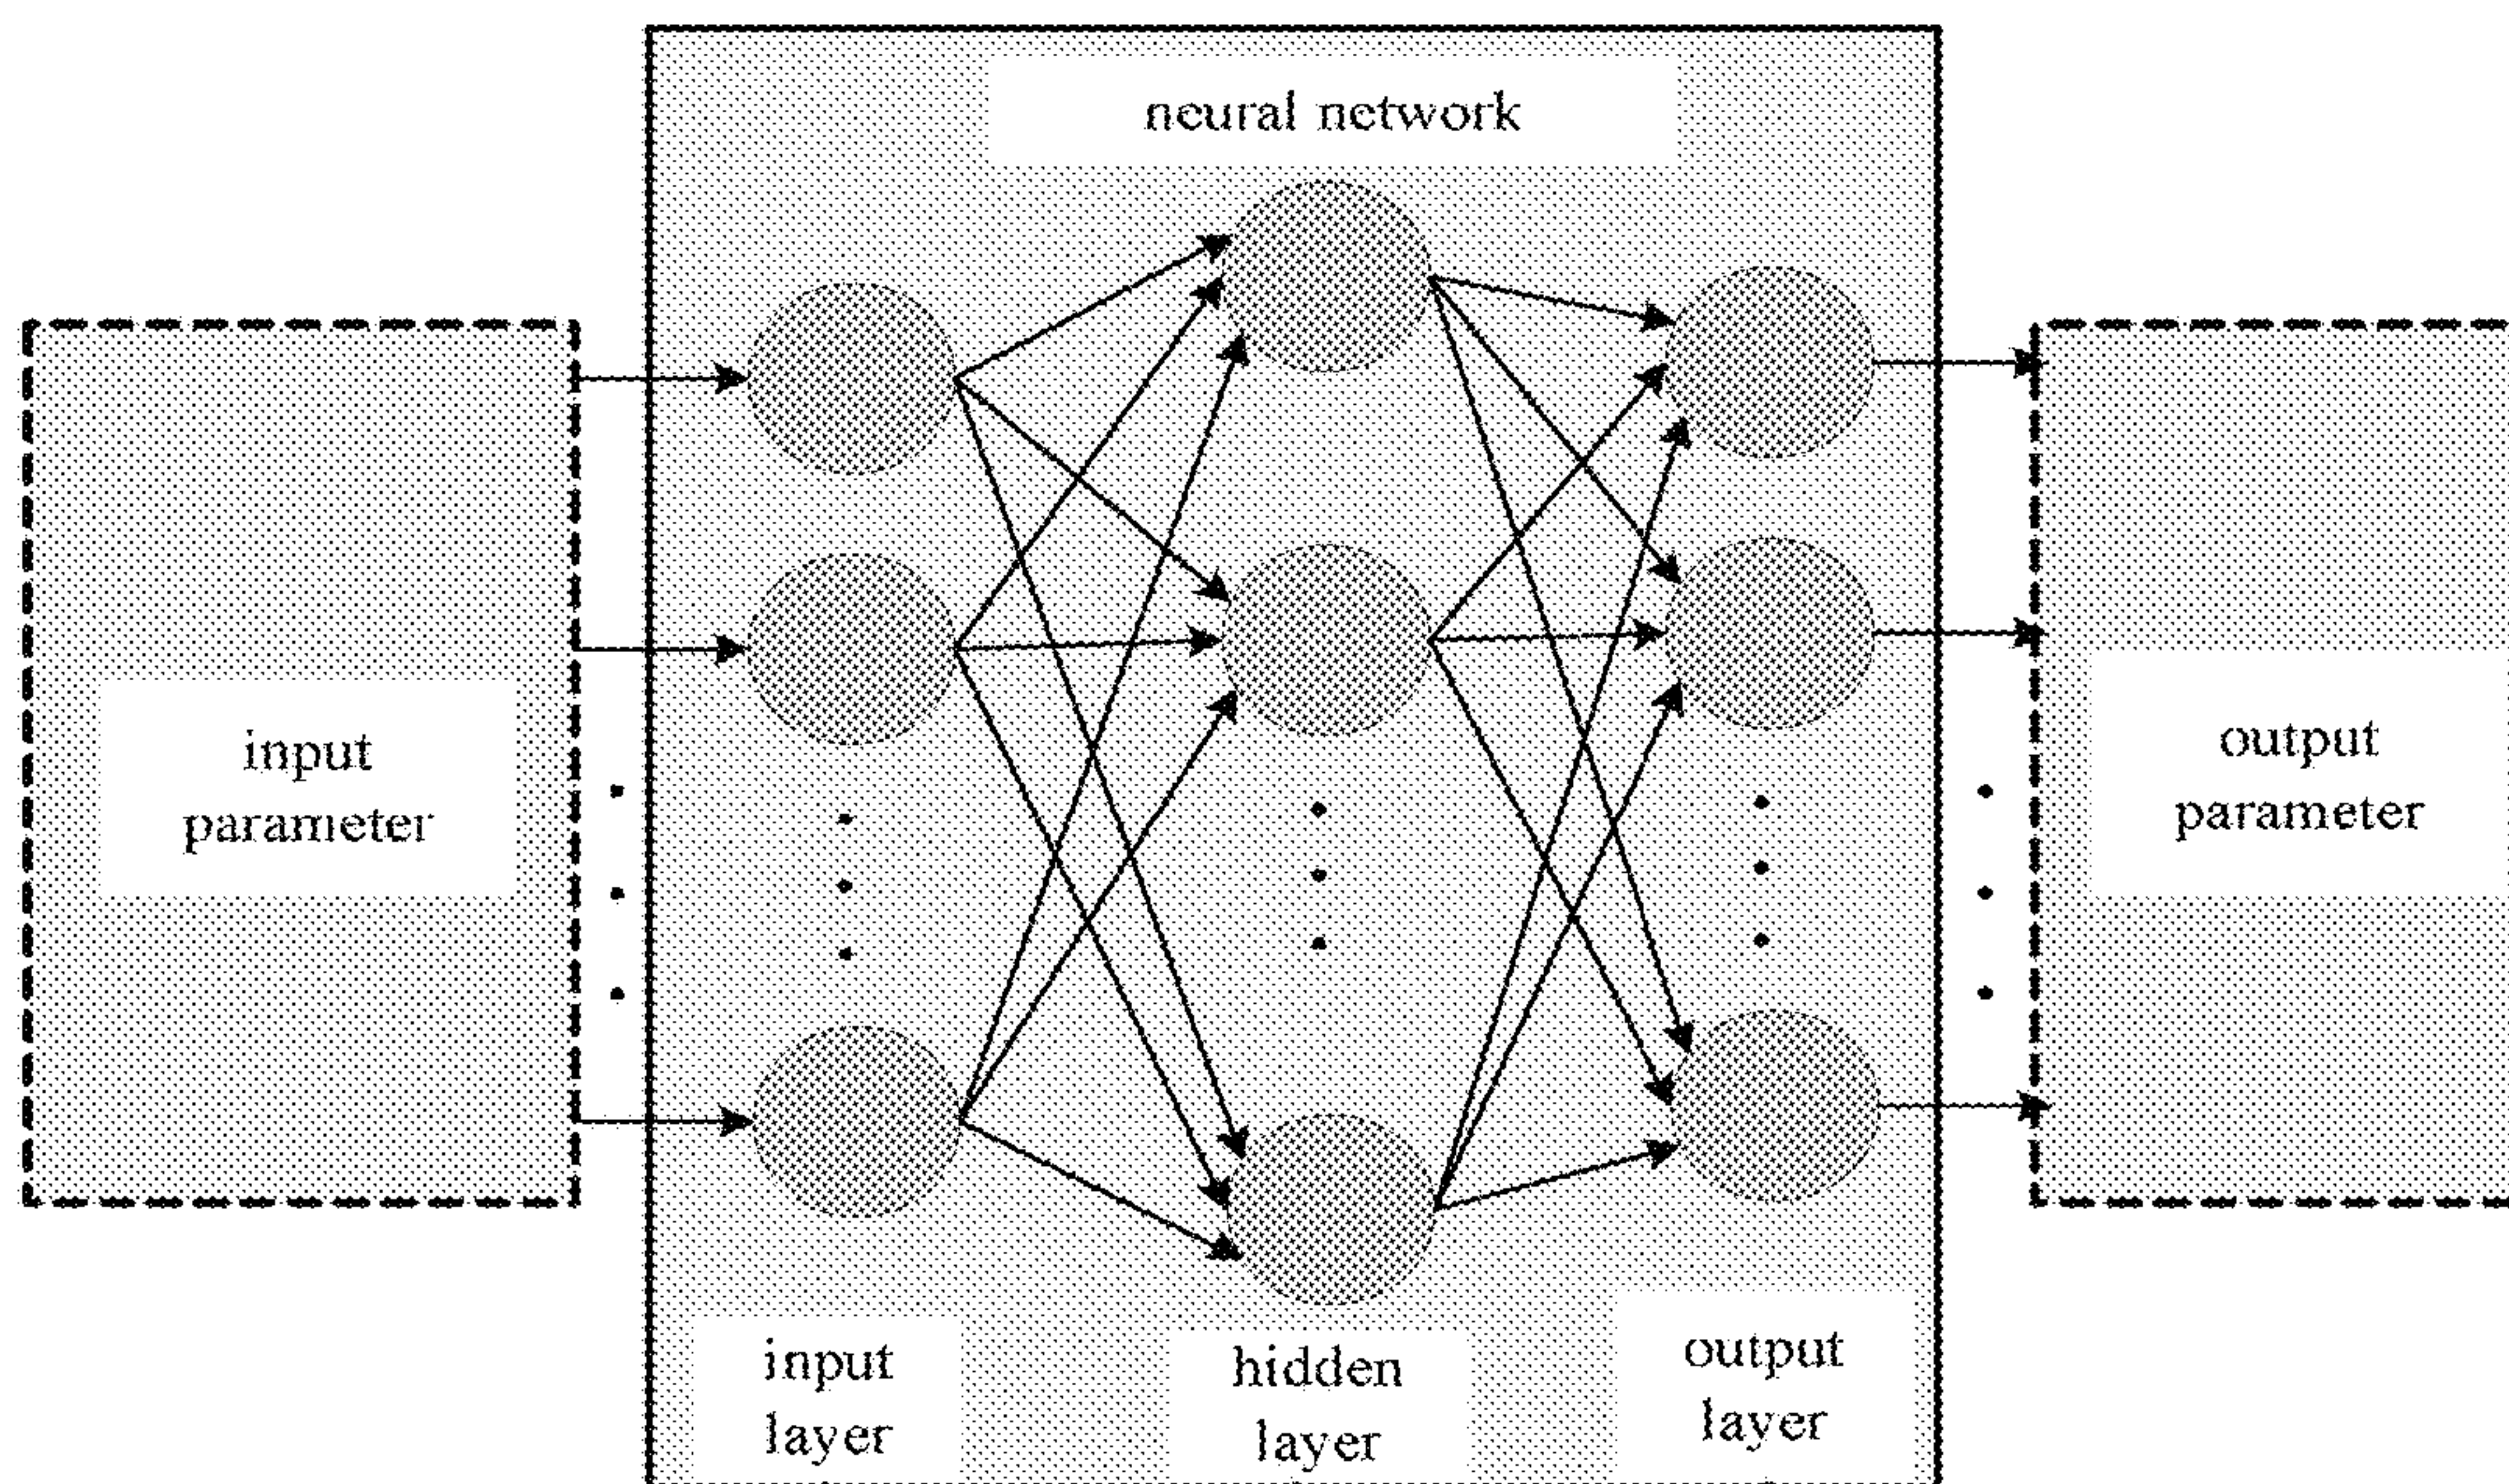 neural network
input
parameter
output
parameter
input
layer
hidden
layer
output
layer